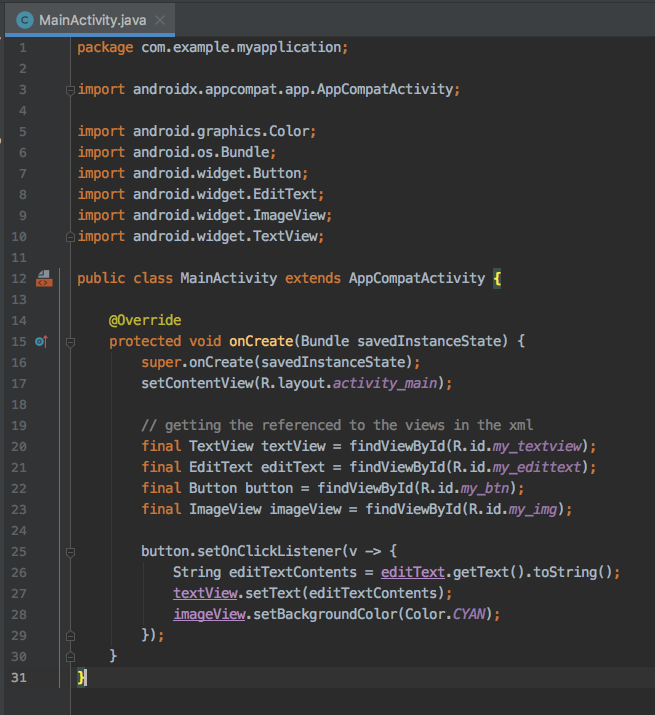 MainActivity.java
1 package com.example.myapplication;
2
3 import androidx.appcompat.app.AppCompatActivity;
4
5 import android.graphics.Color;
6 import android.os.Bundle;
7 import android.widget.Button;
8 import android.widget.EditText;
9 import android.widget.ImageView;
10 import android.widget.TextView;
11
12 public class MainActivity extends AppCompatActivity {
13
14 @Override
15 protected void onCreate(Bundle savedInstanceState) {
16 super.onCreate(savedInstanceState);
17 setContentView(R.layout.activity_main);
18
19 // getting the referenced to the views in the xml
20 final TextView textView = findViewById(R.id.my_textview);
21 final EditText editText = findViewById(R.id.my_edittext);
22 final Button button = findViewById(R.id.my_btn);
23 final ImageView imageView = findViewById(R.id.my_img);
24
25 button.setOnClickListener(v -> {
26 String editTextContents = editText.getText().toString();
27 textView.setText(editTextContents);
28 imageView.setBackgroundColor(Color.CYAN);
29 });
30 }
31 }